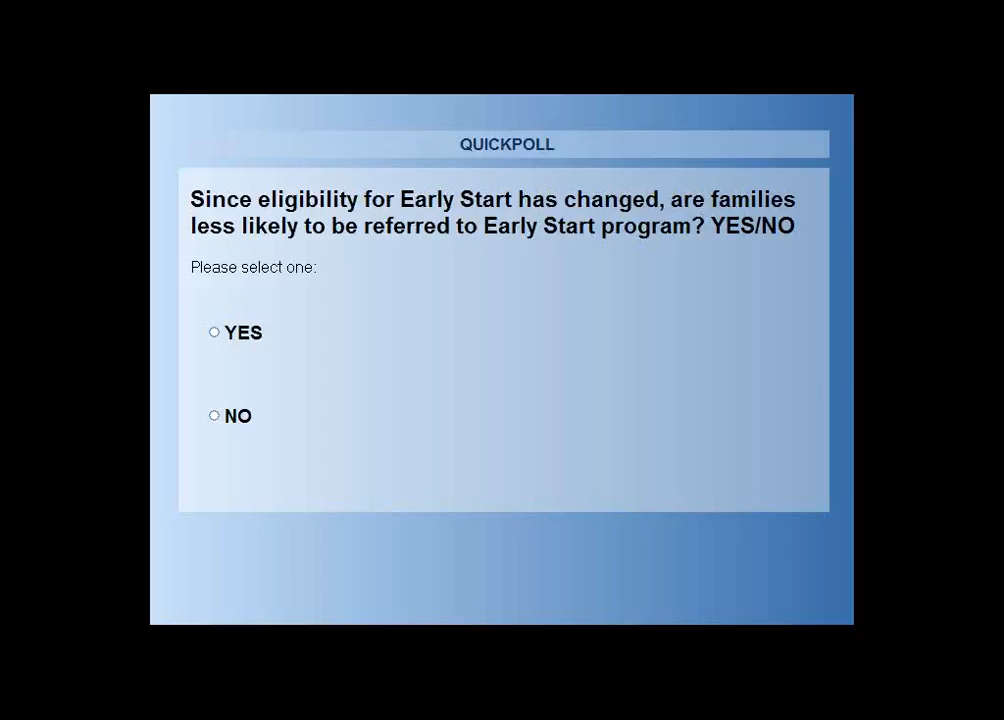 QUICKPOLL
Since eligibility for Early Start has changed, are families
less likely to be referred to Early Start program? YES/NO
Please select one:
YES
NO